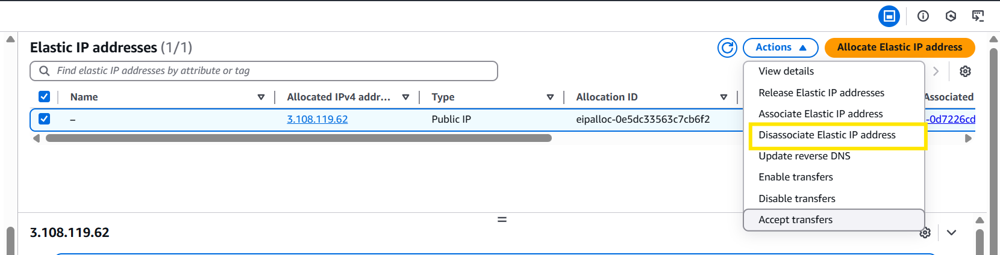 Elastic IP addresses (1/1)
Actions
Allocate Elastic IP address
Find elastic IP addresses by attribute or tag
View details
Release Elastic IP addresses
Associate Elastic IP address
Disassociate Elastic IP address
Update reverse DNS
Enable transfers
Disable transfers
Accept transfers
Name
Allocated IPv4 addr...
Type
Allocation ID
Associated
–
3.108.119.62
Public IP
eipalloc-0e5dc33563c7cb6f2
-0d7226cd
3.108.119.62